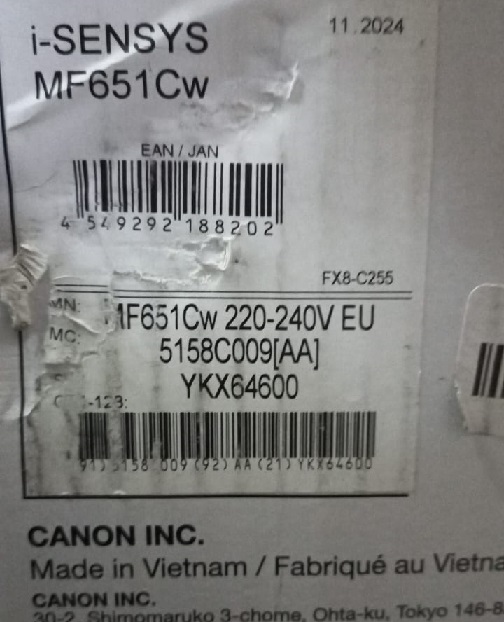 i-SENSYS
11.2024
MF651Cw
EAN / JAN
4 549292 188202
FX8-C255
MN: MF651Cw 220-240V EU
MC: 5158C009[AA]
YKX64600
-123:
91) 5158 009 (92) AA (21) YKX64600
CANON INC.
Made in Vietnam / Fabriqué au Vietna
CANON INC.
30-2, Shimomaruko 3-chome, Ohta-ku, Tokyo 146-8